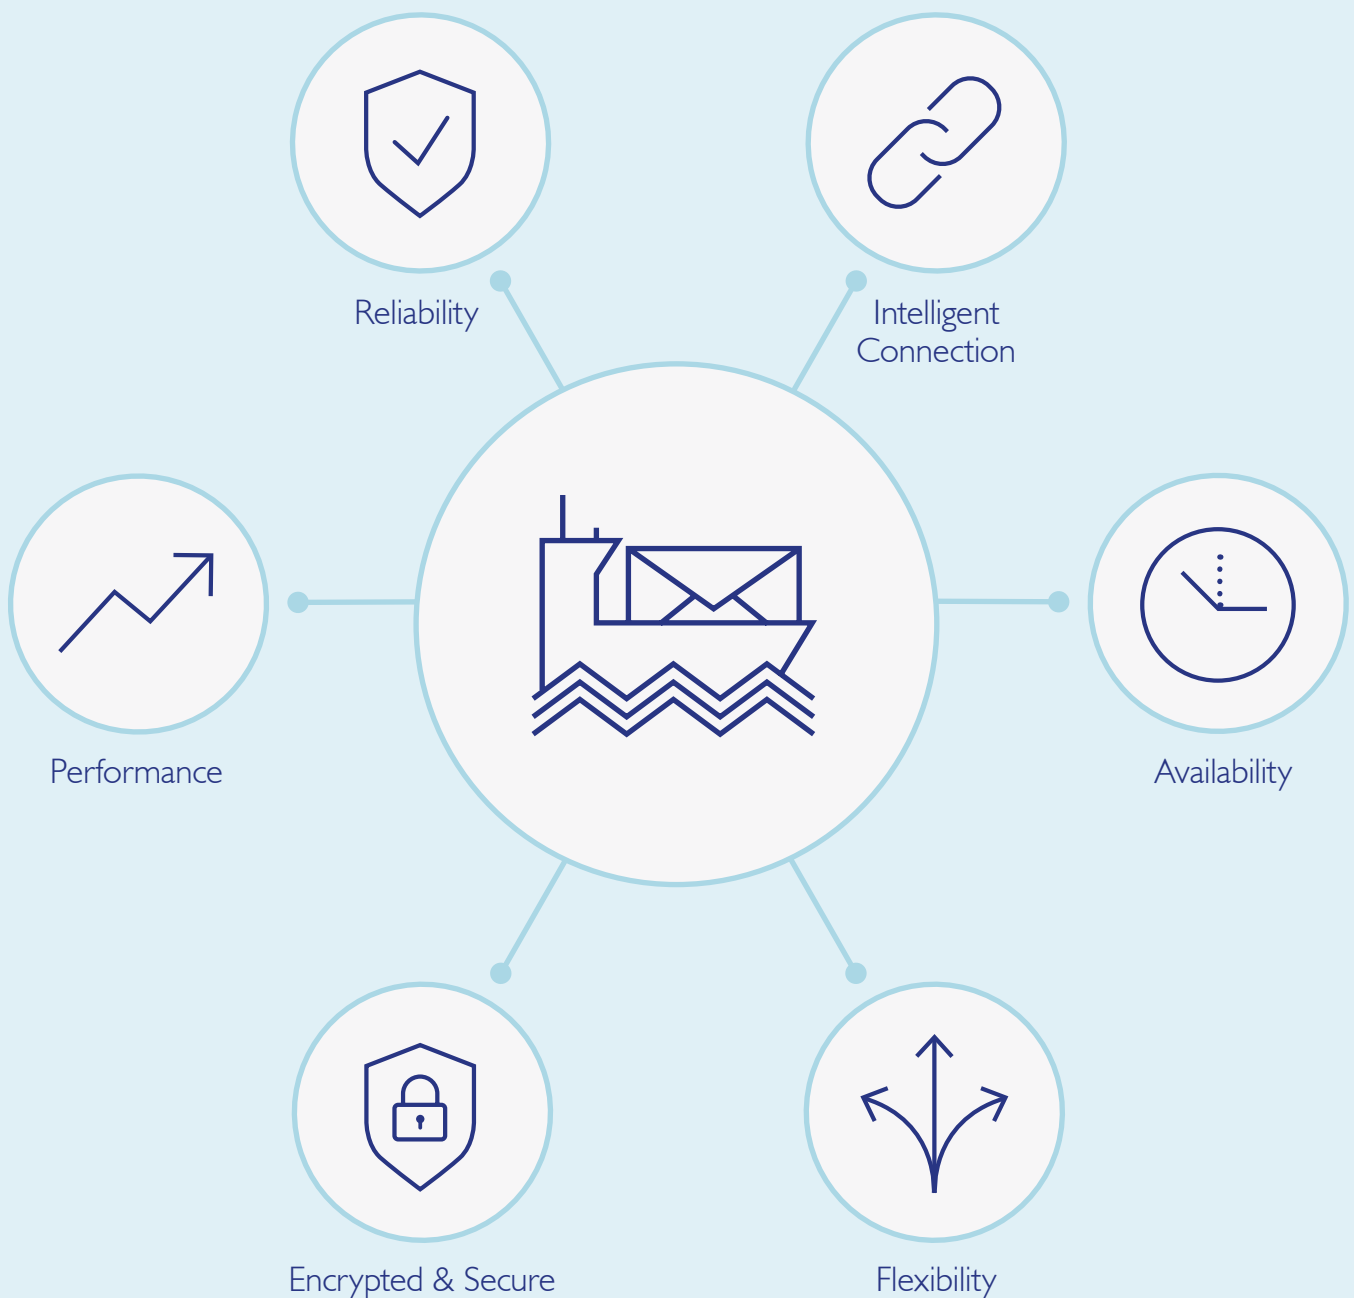 Reliability
Intelligent
Connection
Performance
Availability
Encrypted & Secure
Flexibility